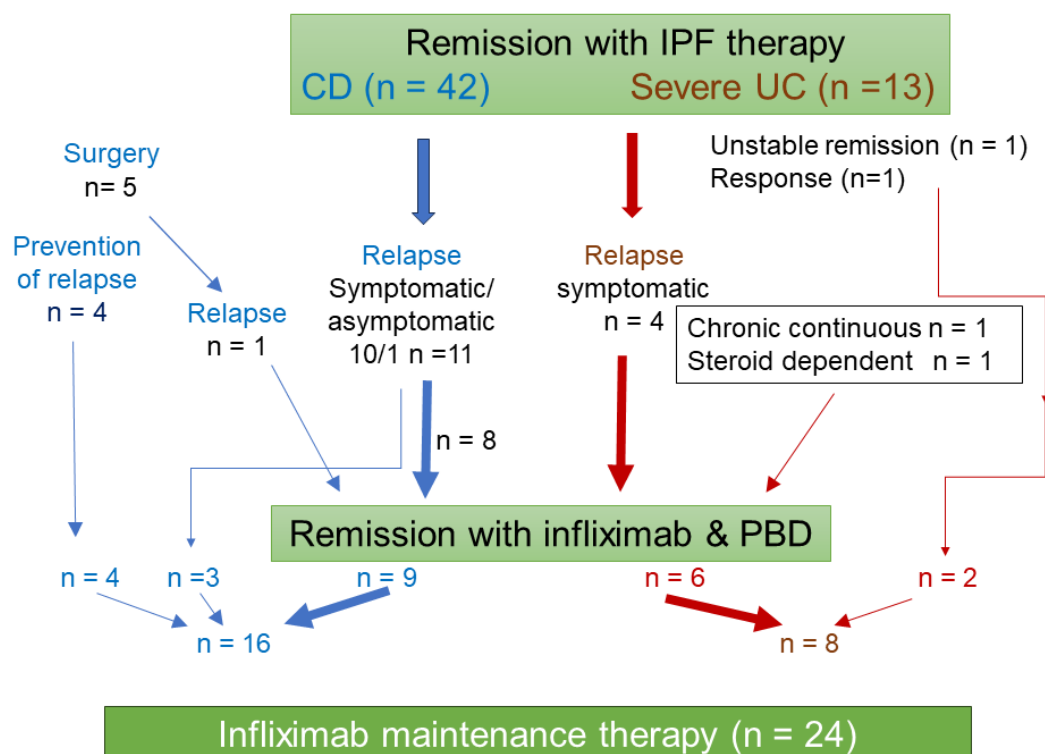 Remission with IPF therapy
CD (n = 42) Severe UC (n =13)
Surgery
n= 5
Unstable remission (n = 1)
Response (n=1)
Prevention
of relapse
n = 4
Relapse
n = 1
Relapse
Symptomatic/
asymptomatic
10/1 n =11
Relapse
symptomatic
n = 4
Chronic continuous n = 1
Steroid dependent n = 1
n = 8
Remission with infliximab & PBD
n = 4 n =3 n = 9 n = 6 n = 2
n = 16 n = 8
Infliximab maintenance therapy (n = 24)